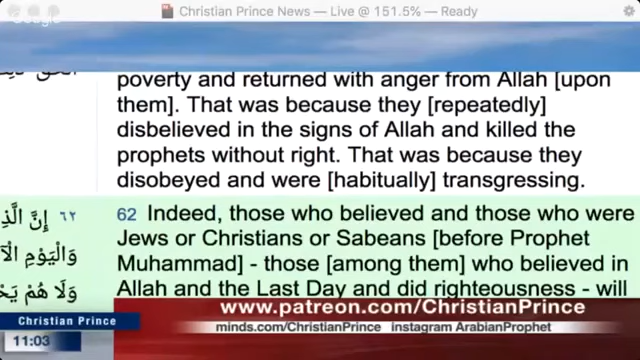 Christian Prince News — Live @ 151.5% — Ready
poverty and returned with anger from Allah [upon
them]. That was because they [repeatedly]
disbelieved in the signs of Allah and killed the
prophets without right. That was because they
disobeyed and were [habitually] transgressing.
62 Indeed, those who believed and those who were
Jews or Christians or Sabeans [before Prophet
Muhammad] - those [among them] who believed in
Allah and the Last Day and did righteousness - will
٦٢ إِنَّ الَّذِ
وَالْيَوْمِ الْآ
وَلَا هُمْ يَحْ
www.patreon.com/ChristianPrince
minds.com/ChristianPrince instagram ArabianProphet
Christian Prince
11:03